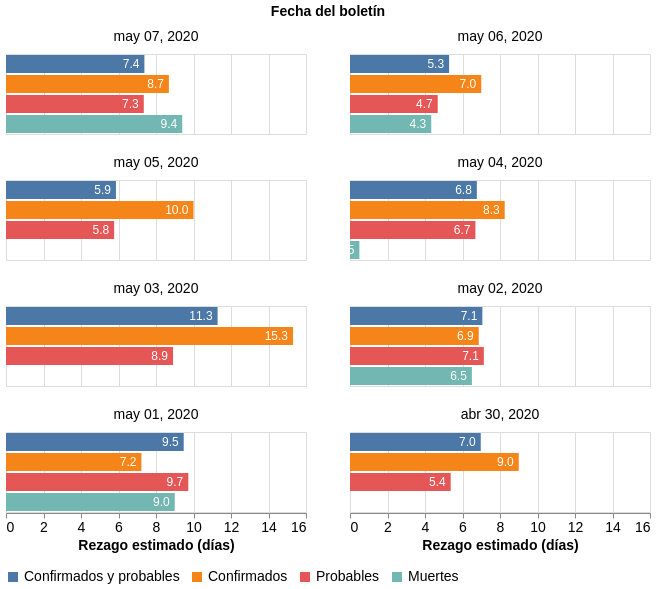 Fecha del boletín
may 07, 2020
7.4
8.7
7.3
9.4
may 06, 2020
5.3
7.0
4.7
4.3
may 05, 2020
5.9
10.0
5.8
may 04, 2020
6.8
8.3
6.7
5
may 03, 2020
11.3
15.3
8.9
may 02, 2020
7.1
6.9
7.1
6.5
may 01, 2020
9.5
7.2
9.7
9.0
0 2 4 6 8 10 12 14 16
Rezago estimado (días)
abr 30, 2020
7.0
9.0
5.4
0 2 4 6 8 10 12 14 16
Rezago estimado (días)
Confirmados y probables Confirmados Probables Muertes